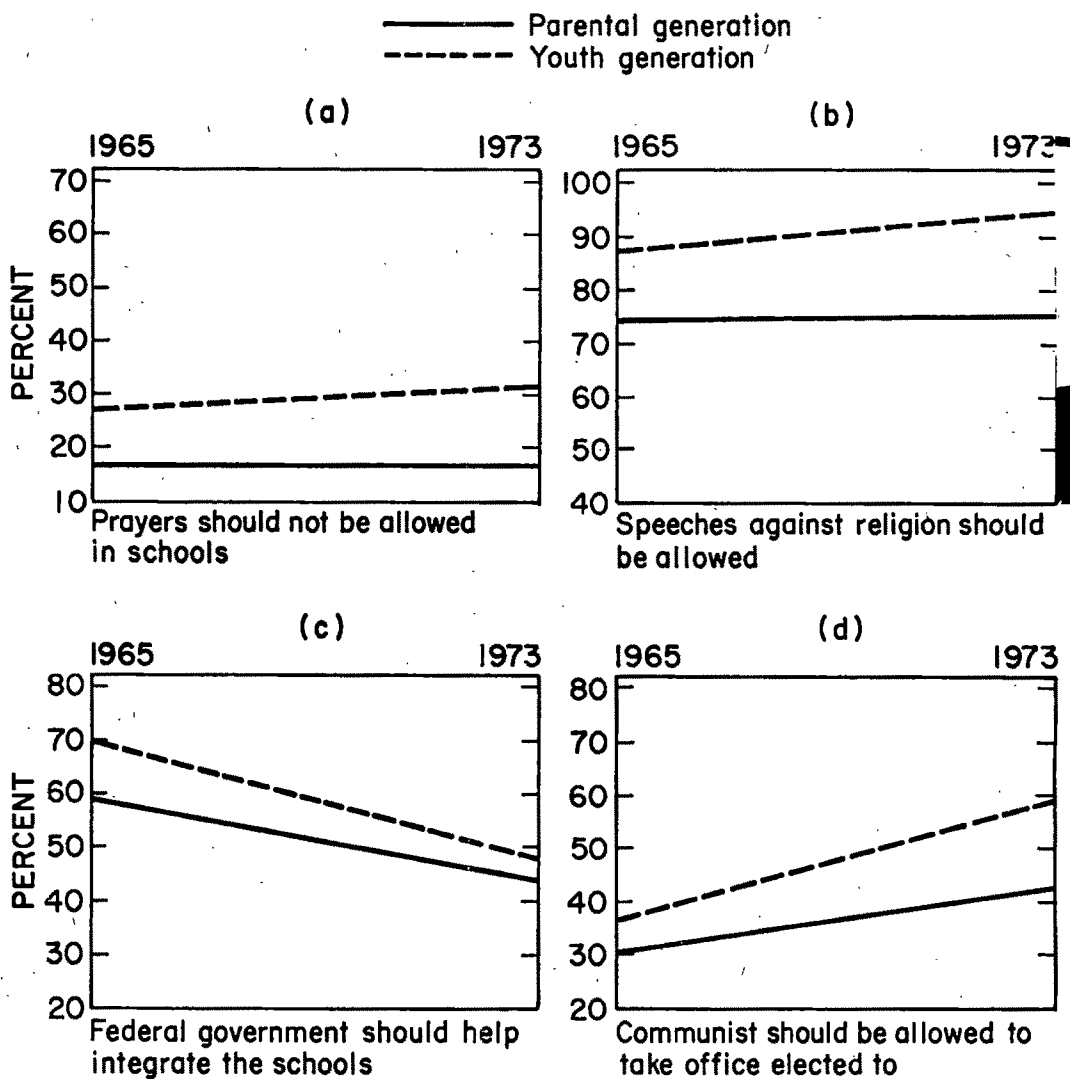 Parental generation
Youth generation
(a)
1965 1973
PERCENT
70
60
50
40
30
20
10
Prayers should not be allowed
in schools
(b)
1965 1973
100
90
80
70
60
50
40
Speeches against religion should
be allowed
(c)
1965 1973
PERCENT
80
70
60
50
40
30
20
Federal government should help
integrate the schools
(d)
1965 1973
80
70
60
50
40
30
20
Communist should be allowed to
take office elected to